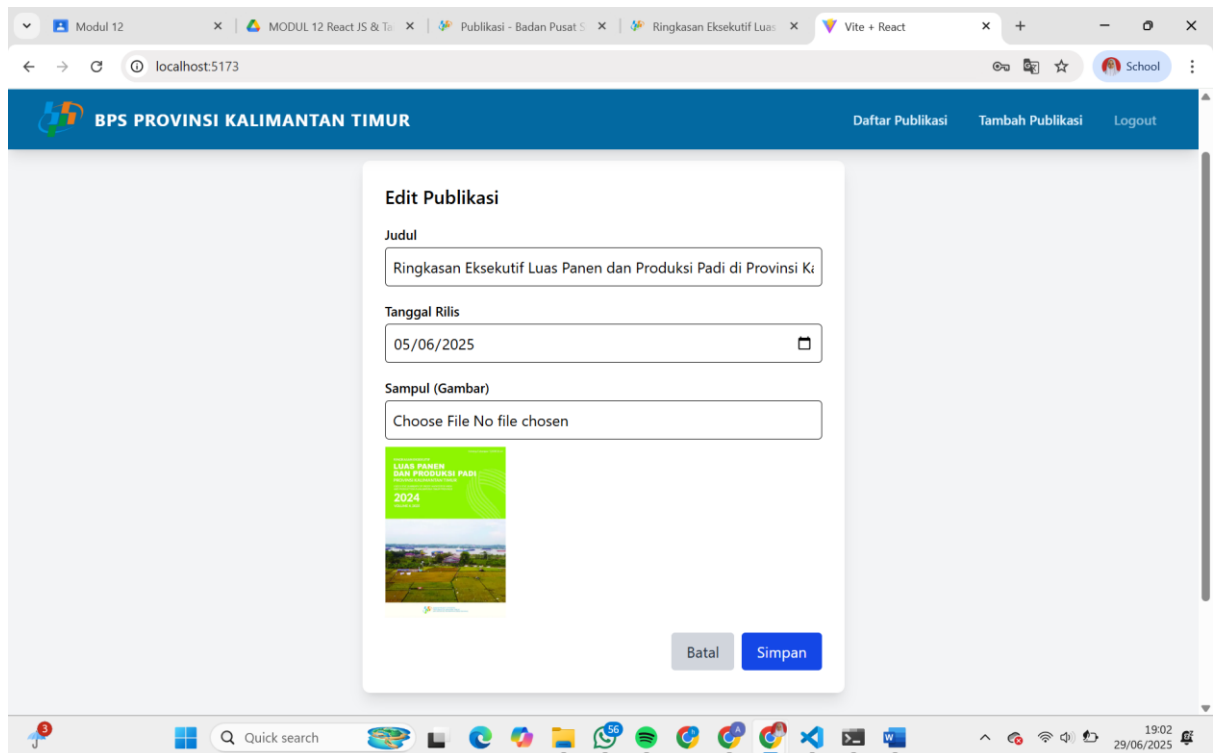 Modul 12
MODUL 12 React JS & Ta
Publikasi - Badan Pusat S
Ringkasan Eksekutif Luas
Vite + React
localhost:5173
School
BPS PROVINSI KALIMANTAN TIMUR
Daftar Publikasi
Tambah Publikasi
Logout
Edit Publikasi
Judul
Ringkasan Eksekutif Luas Panen dan Produksi Padi di Provinsi Ka
Tanggal Rilis
05/06/2025
Sampul (Gambar)
Choose File No file chosen
LUAS PANEN
DAN PRODUKSI PADI
2024
Batal
Simpan
3
Quick search
56
19:02
29/06/2025